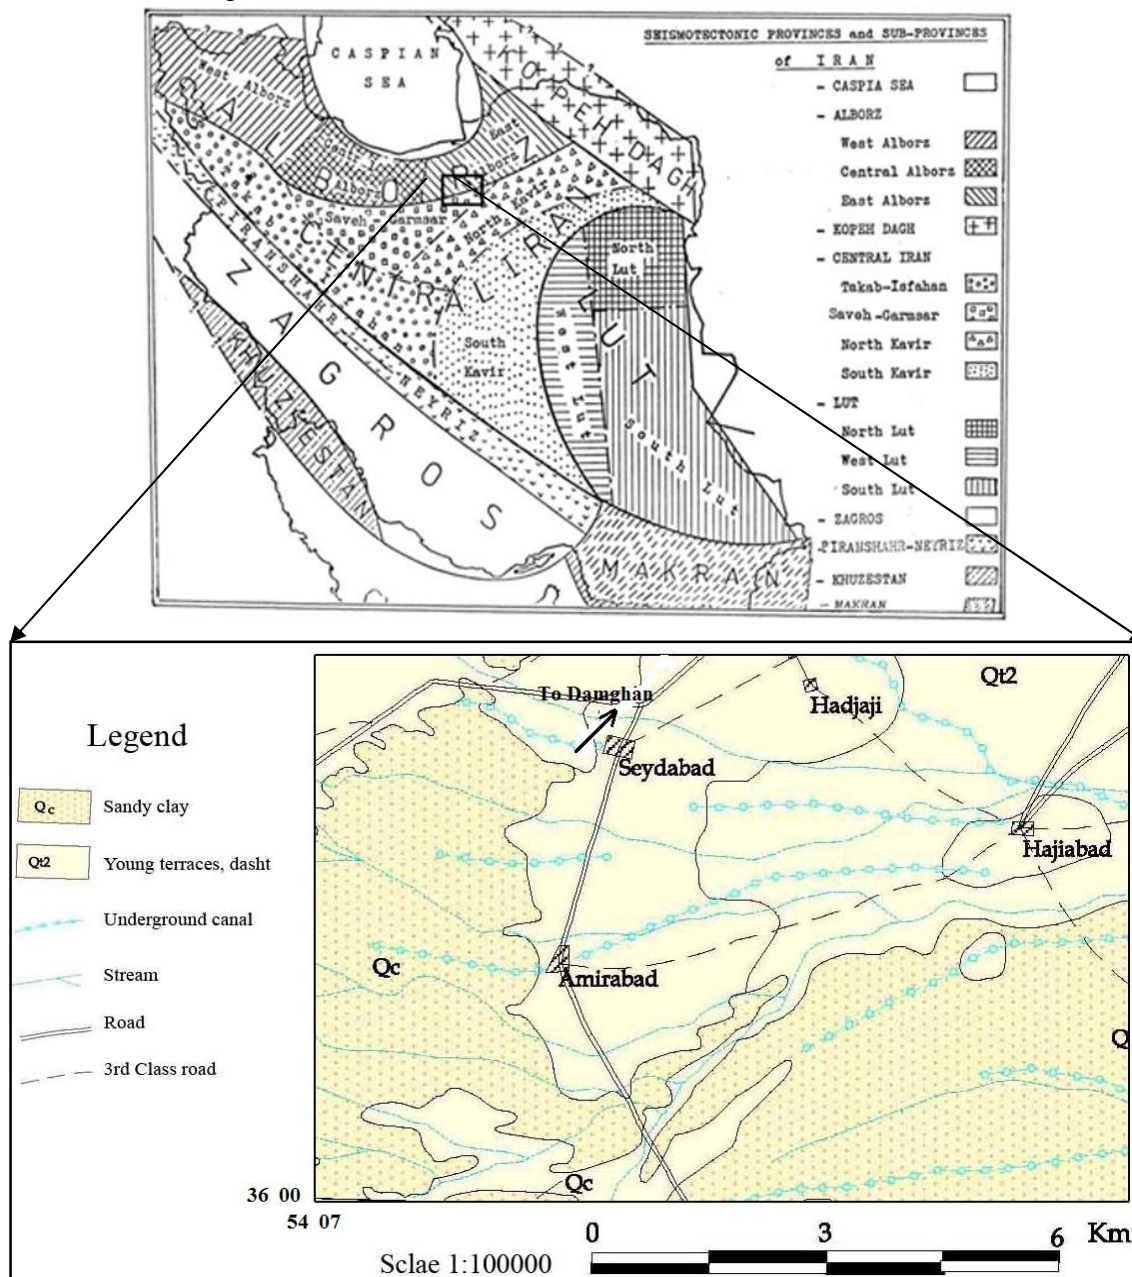 SEISMOTECTONIC PROVINCES and SUB-PROVINCES
of IRAN
- CASPIA SEA
- ALBORZ
West Alborz
Central Alborz
East Alborz
- KOPEH DAGH
- CENTRAL IRAN
Takab-Isfahan
Saveh-Garmsar
North Kavir
South Kavir
- LUT
North Lut
West Lut
South Lut
- ZAGROS
-PIRANSHAHR-NEYRIZ
- KHUZESTAN
- MAKRAN
CASPIAN
SEA
West Alborz
Central
Alborz
East
Alborz
ALBORZ
KOPEH DAGH
Saveh-Garmsar
North Kavir
CENTRAL IRAN
Takab
Isfahan
PIRANSHAHR
NEYRIZ
North
Lut
West Lut
LUT
South
Kavir
South Lut
ZAGROS
KHUZESTAN
MAKRAN
Legend
Qc Sandy clay
Qt2 Young terraces, dasht
Underground canal
Stream
Road
3rd Class road
To Damghan
Qt2
Hadjaji
Seydabad
Hajiabad
Qc
Amirabad
Q
Qc
36 00
54 07
0 3 6 Km
Sclae 1:100000